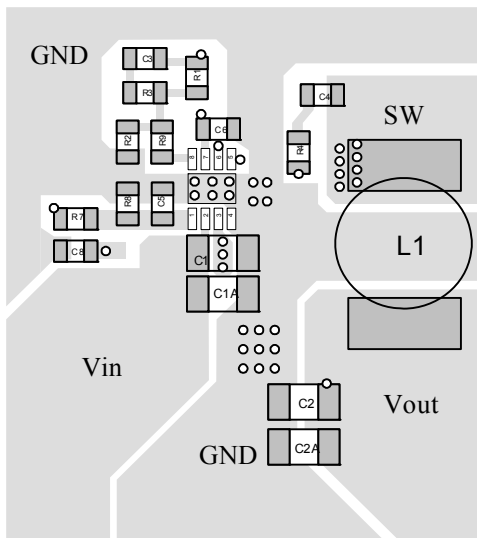 GND
C3
R1
R3
C4
SW
R2
R9
C6
R4
8 7 6 5
R8
C5
R7
1 2 3 4
C8
C1
L1
C1A
Vin
C2
Vout
C2A
GND